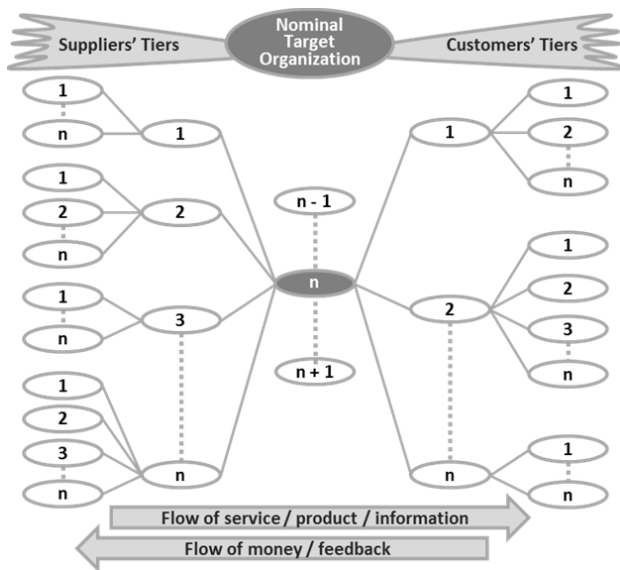 Suppliers' Tiers
Nominal
Target
Organization
Customers' Tiers
1
n
1
1
2
n
2
1
n
3
1
2
3
n
n
n - 1
n
n + 1
1
1
2
n
2
1
2
3
n
n
1
n
Flow of service / product / information
Flow of money / feedback